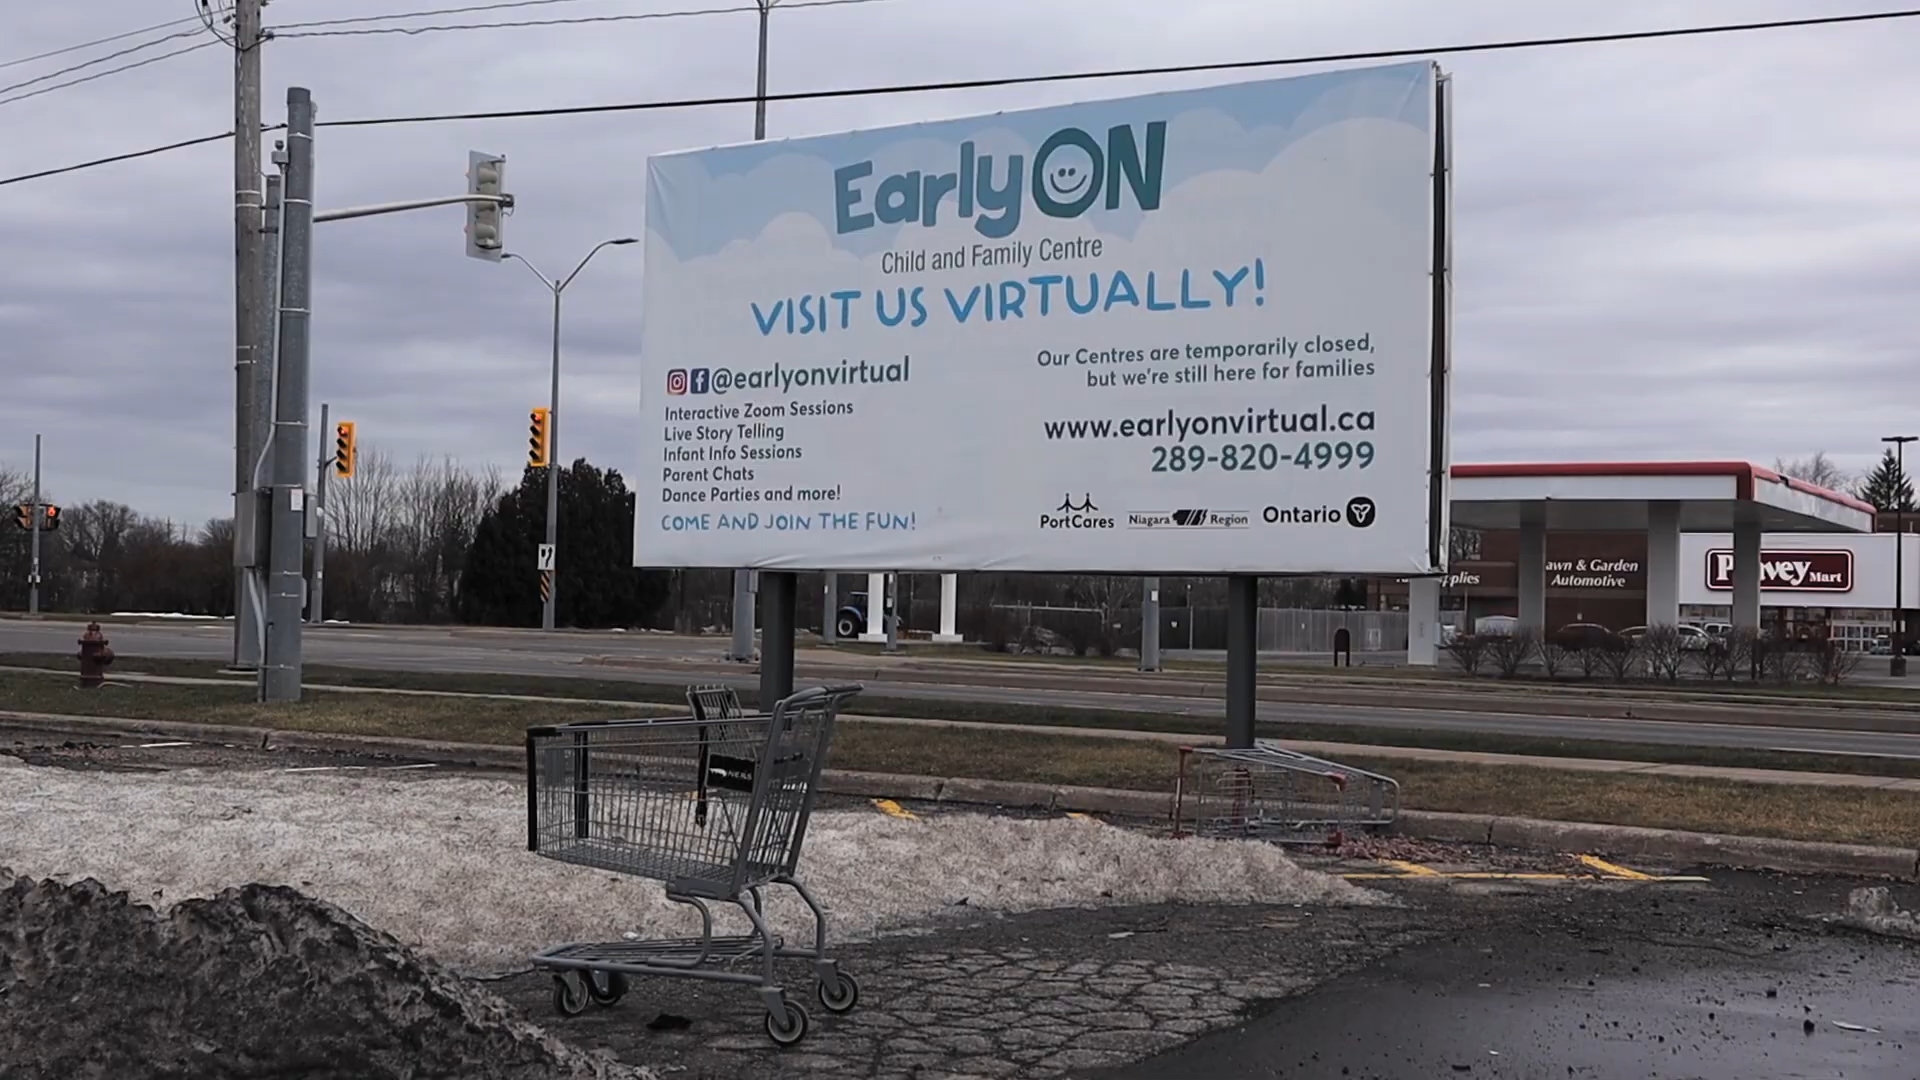 EarlyON
Child and Family Centre
VISIT US VIRTUALLY!
@earlyonvirtual
Interactive Zoom Sessions
Live Story Telling
Infant Info Sessions
Parent Chats
Dance Parties and more!
COME AND JOIN THE FUN!
Our Centres are temporarily closed,
but we're still here for families
www.earlyonvirtual.ca
289-820-4999
PortCares
Niagara Region
Ontario
awn & Garden
Automotive
Mart